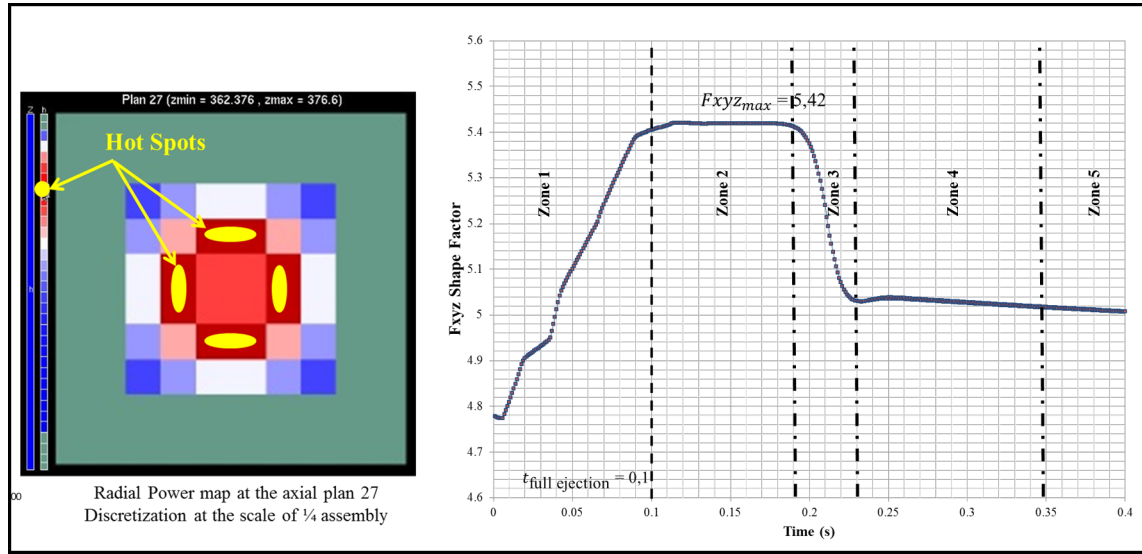 Plan 27 (zmin = 362.376 , zmax = 376.6)
Z
h
Hot Spots
h
00
Radial Power map at the axial plan 27
Discretization at the scale of ¼ assembly
Fxyz Shape Factor
5.6
5.5
5.4
5.3
5.2
5.1
5
4.9
4.8
4.7
4.6
Fxyz_max = 5,42
Zone 1
Zone 2
Zone 3
Zone 4
Zone 5
t_full ejection = 0,1
0
0.05
0.1
0.15
0.2
0.25
0.3
0.35
0.4
Time (s)